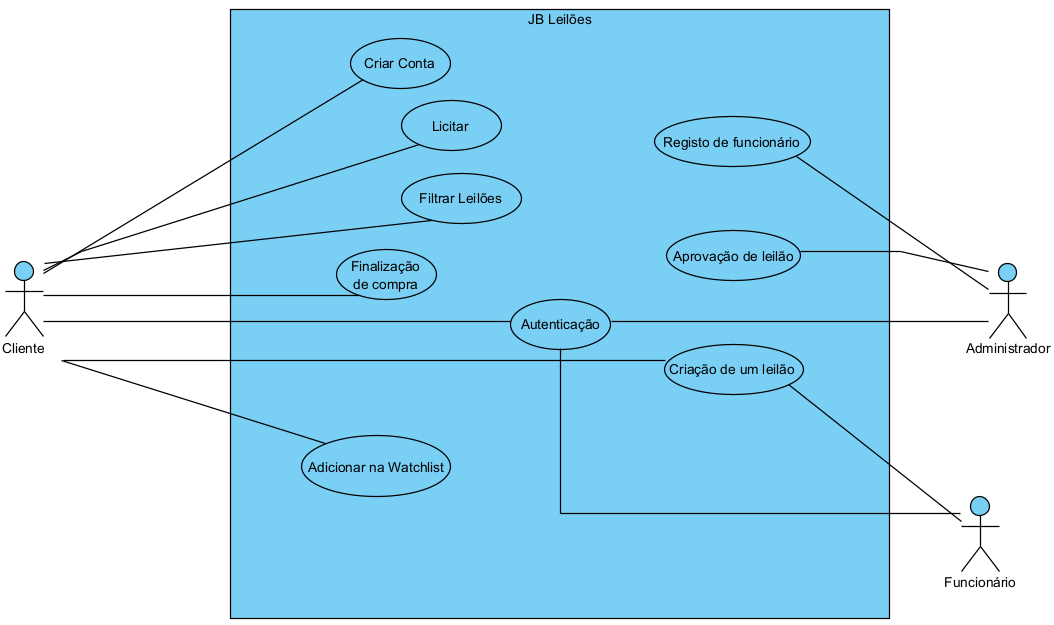 JB Leilões
Criar Conta
Licitar
Registo de funcionário
Filtrar Leilões
Aprovação de leilão
Finalização
de compra
Autenticação
Cliente
Administrador
Criação de um leilão
Adicionar na Watchlist
Funcionário